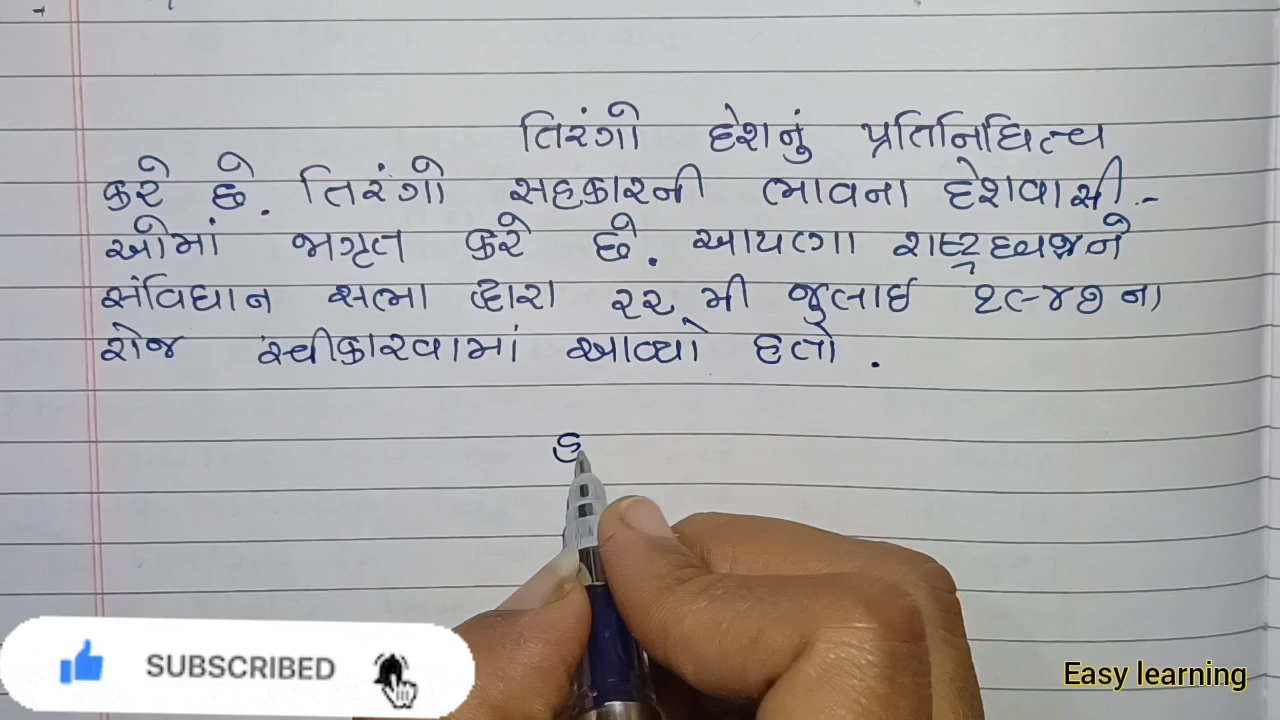 તિરંગો દેશનું પ્રતિનિધિત્વ
કરે છે. તિરંગો સહકારની ભાવના દેશવાસી-
ઓમાં જાગૃત કરે છે. આપણા રાષ્ટ્રધ્વજને
સંવિધાન સભા દ્વારા ૨૨ મી જુલાઈ ૧૯૪૭ ના
રોજ સ્વીકારવામાં આવ્યો હતો.
SUBSCRIBED
Easy learning